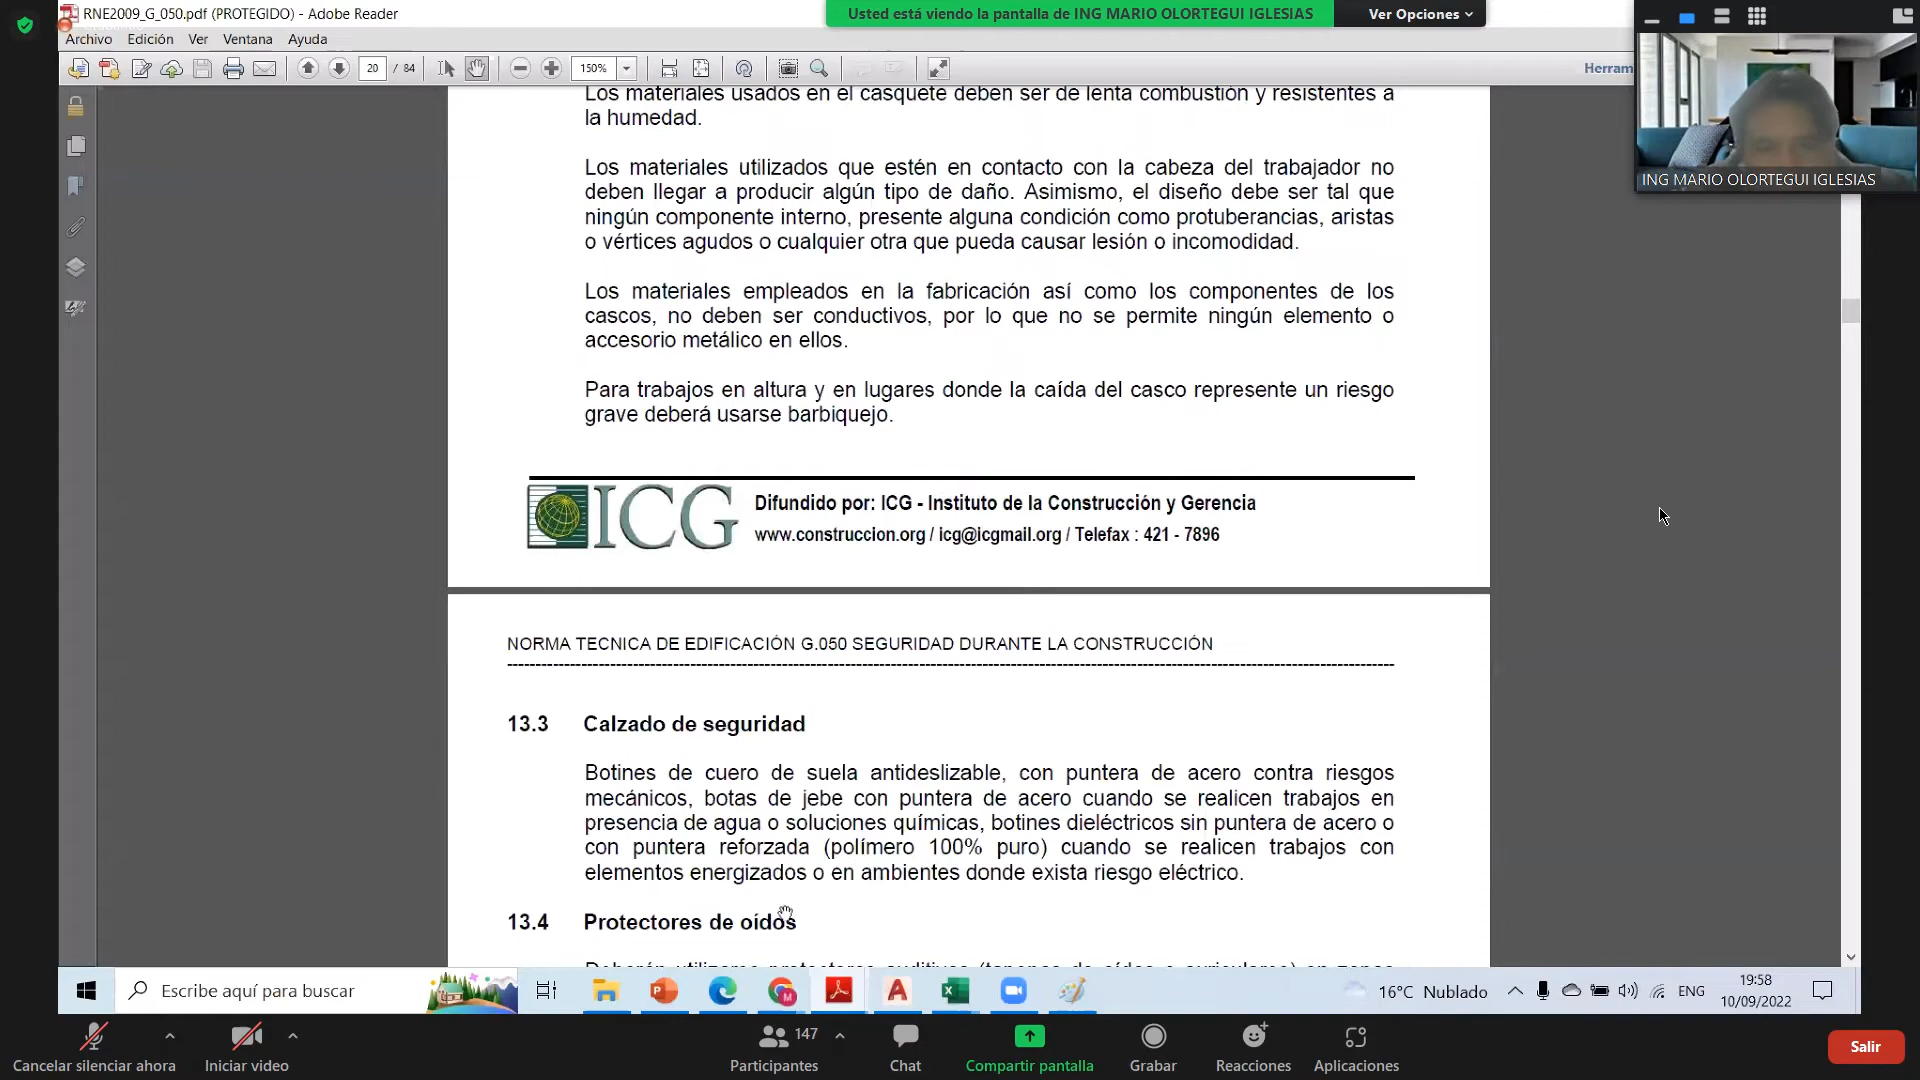 RNE2009_G_050.pdf (PROTEGIDO) - Adobe Reader
Usted está viendo la pantalla de ING MARIO OLORTEGUI IGLESIAS
Ver Opciones
Archivo Edición Ver Ventana Ayuda
20 / 84
150%
Herram
ING MARIO OLORTEGUI IGLESIAS
Los materiales usados en el casquete deben ser de lenta combustión y resistentes a
la humedad.
Los materiales utilizados que estén en contacto con la cabeza del trabajador no
deben llegar a producir algún tipo de daño. Asimismo, el diseño debe ser tal que
ningún componente interno, presente alguna condición como protuberancias, aristas
o vértices agudos o cualquier otra que pueda causar lesión o incomodidad.
Los materiales empleados en la fabricación así como los componentes de los
cascos, no deben ser conductivos, por lo que no se permite ningún elemento o
accesorio metálico en ellos.
Para trabajos en altura y en lugares donde la caída del casco represente un riesgo
grave deberá usarse barbiquejo.
ICG
Difundido por: ICG - Instituto de la Construcción y Gerencia
www.construccion.org / icg@icgmail.org / Telefax : 421 - 7896
NORMA TECNICA DE EDIFICACIÓN G.050 SEGURIDAD DURANTE LA CONSTRUCCIÓN
13.3 Calzado de seguridad
Botines de cuero de suela antideslizable, con puntera de acero contra riesgos
mecánicos, botas de jebe con puntera de acero cuando se realicen trabajos en
presencia de agua o soluciones químicas, botines dieléctricos sin puntera de acero o
con puntera reforzada (polímero 100% puro) cuando se realicen trabajos con
elementos energizados o en ambientes donde exista riesgo eléctrico.
13.4 Protectores de oídos
Escribe aquí para buscar
16°C Nublado
ENG
19:58
10/09/2022
Cancelar silenciar ahora
Iniciar video
147
Participantes
Chat
Compartir pantalla
Grabar
Reacciones
Aplicaciones
Salir